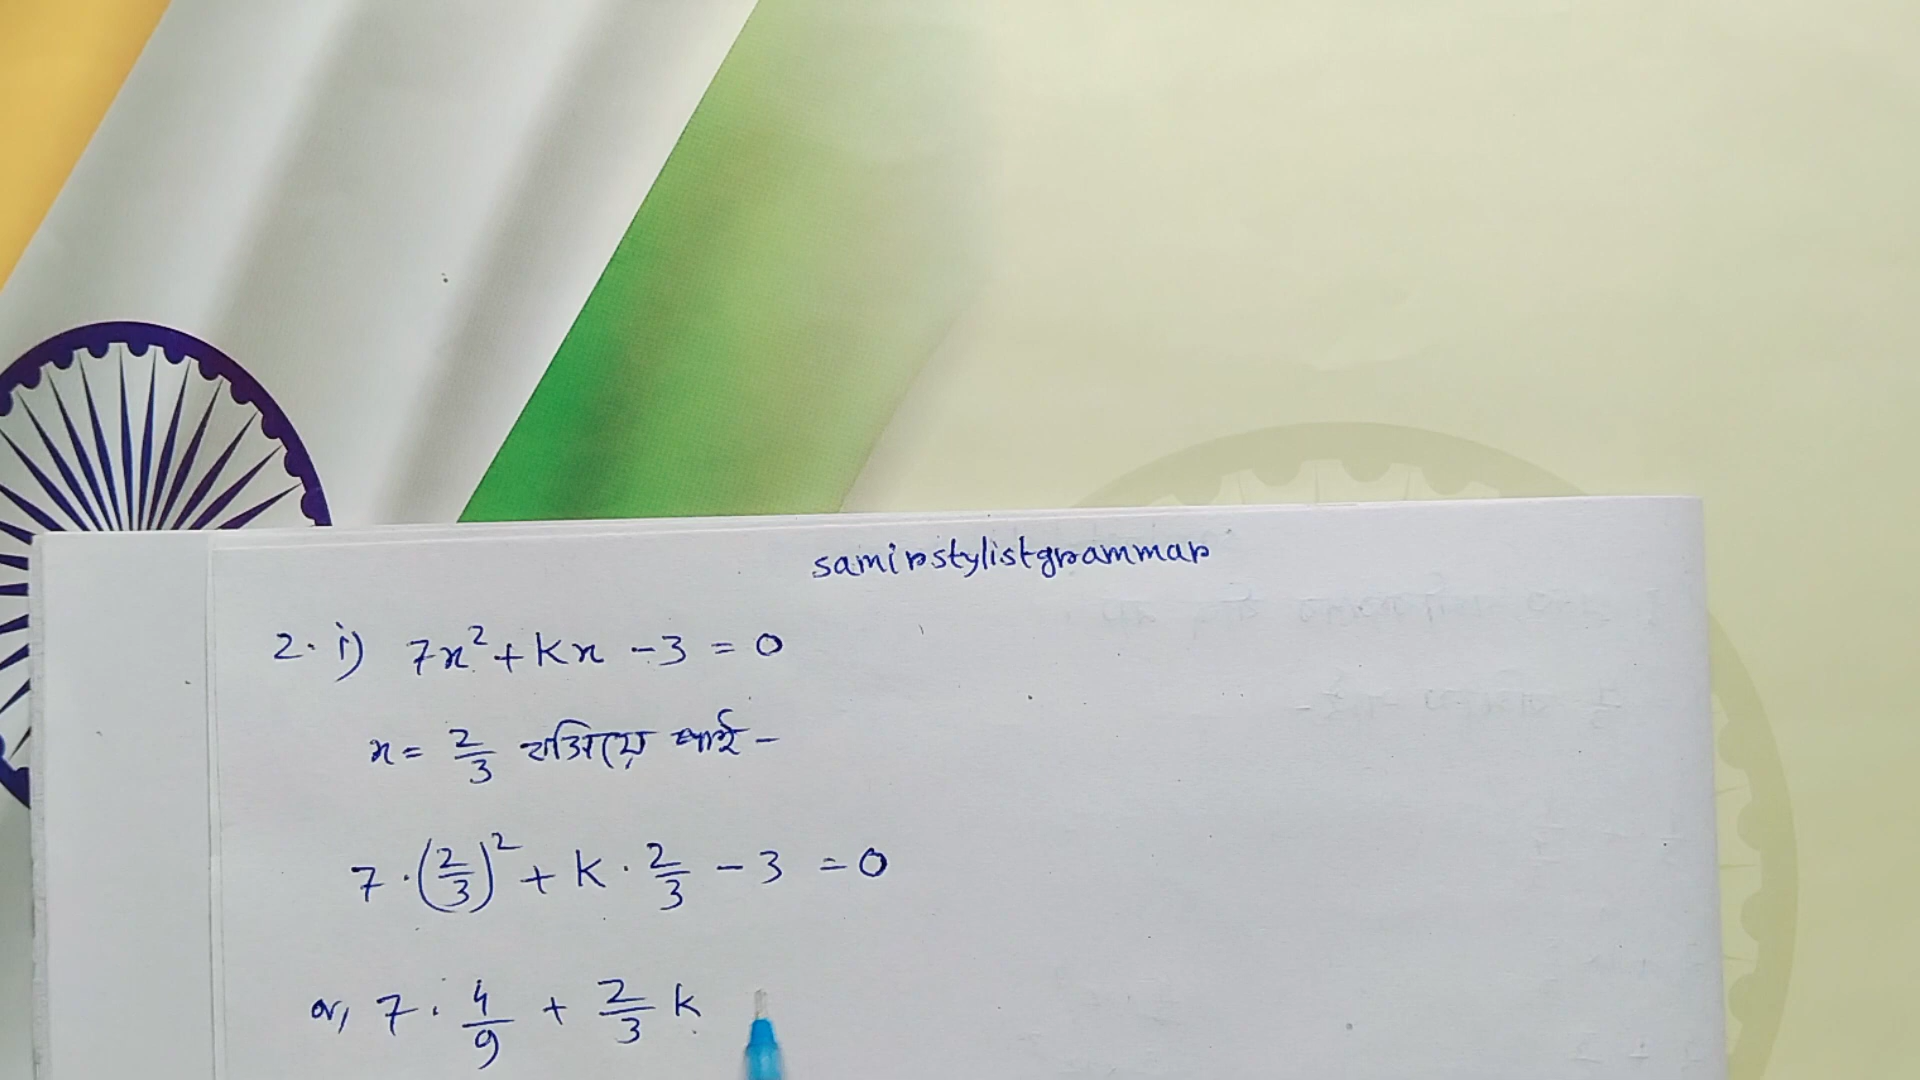 samirstylistgrammar
2. i) 7x² + kx - 3 = 0
x = 2/3 বসিয়ে পাই -
7 · (2/3)² + k · 2/3 - 3 = 0
or, 7 · 4/9 + 2/3 k